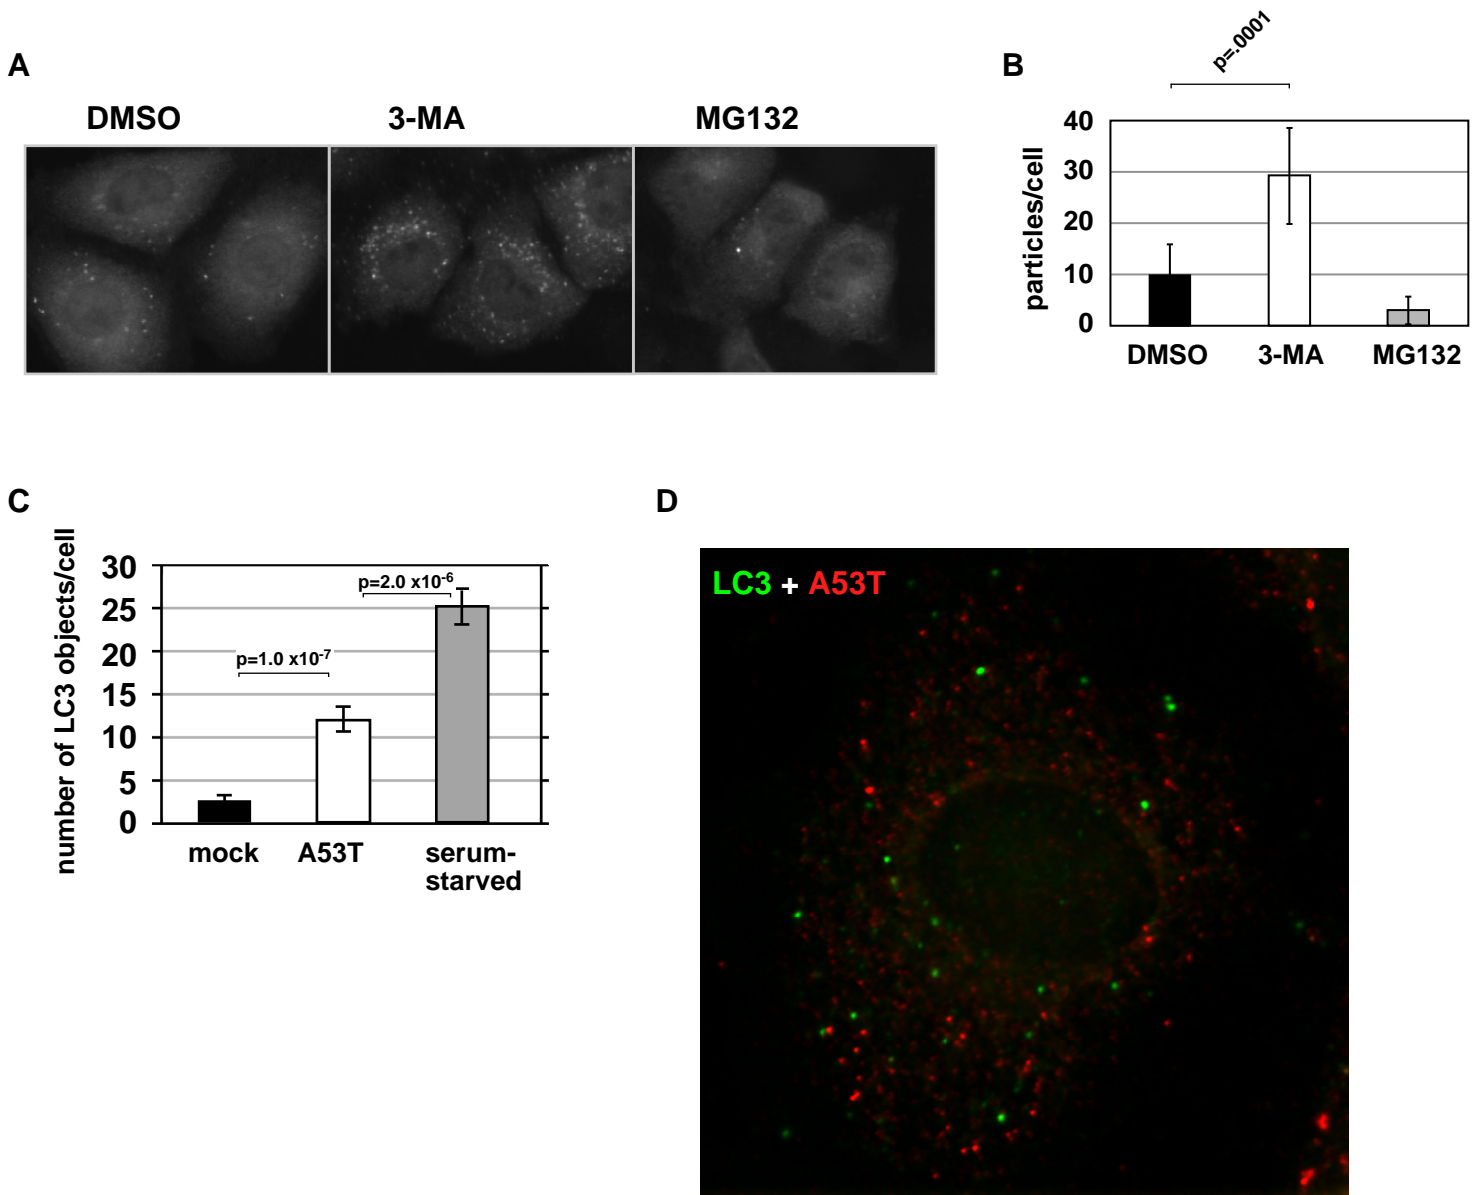 A
DMSO 3-MA MG132
B
p=.0001
particles/cell
40
30
20
10
0
DMSO 3-MA MG132
C
number of LC3 objects/cell
30
25
20
15
10
5
0
p=1.0 x10-7
p=2.0 x10-6
mock A53T serum-
starved
D
LC3 + A53T